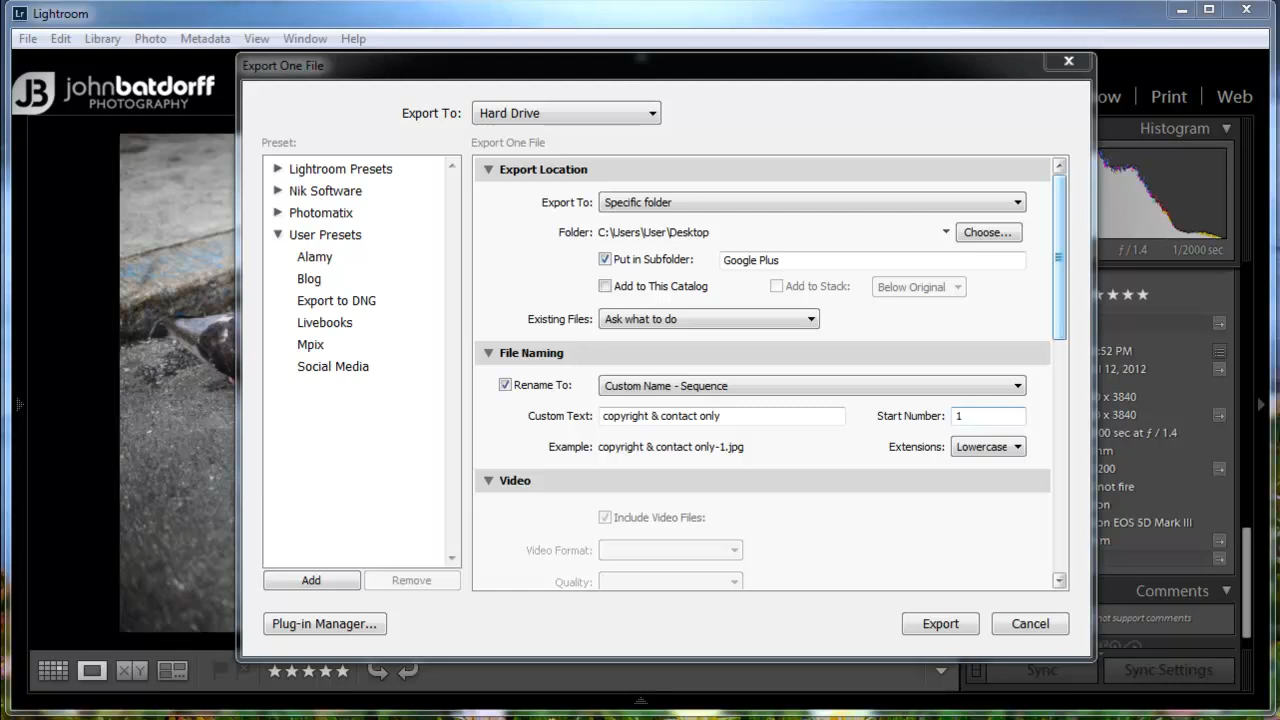 Lightroom
File Edit Library Photo Metadata View Window Help
Export One File
JB johnbatdorff
PHOTOGRAPHY
Export To: Hard Drive
ow | Print | Web
Histogram
Preset:
Export One File
Lightroom Presets
Nik Software
Photomatix
User Presets
Alamy
Blog
Export to DNG
Livebooks
Mpix
Social Media
Add Remove
Export Location
Export To: Specific folder
Folder: C:\Users\User\Desktop Choose...
Put in Subfolder: Google Plus
Add to This Catalog Add to Stack: Below Original
Existing Files: Ask what to do
File Naming
Rename To: Custom Name - Sequence
Custom Text: copyright & contact only Start Number: 1
Example: copyright & contact only-1.jpg Extensions: Lowercase
Video
Include Video Files:
Video Format:
Quality:
ƒ / 1.4 1/2000 sec
:52 PM
l 12, 2012
0 x 3840
0 x 3840
00 sec at ƒ / 1.4
m
200
not fire
on
on EOS 5D Mark III
m
Comments
not support comments
Plug-in Manager... Export Cancel
XY
Sync Sync Settings